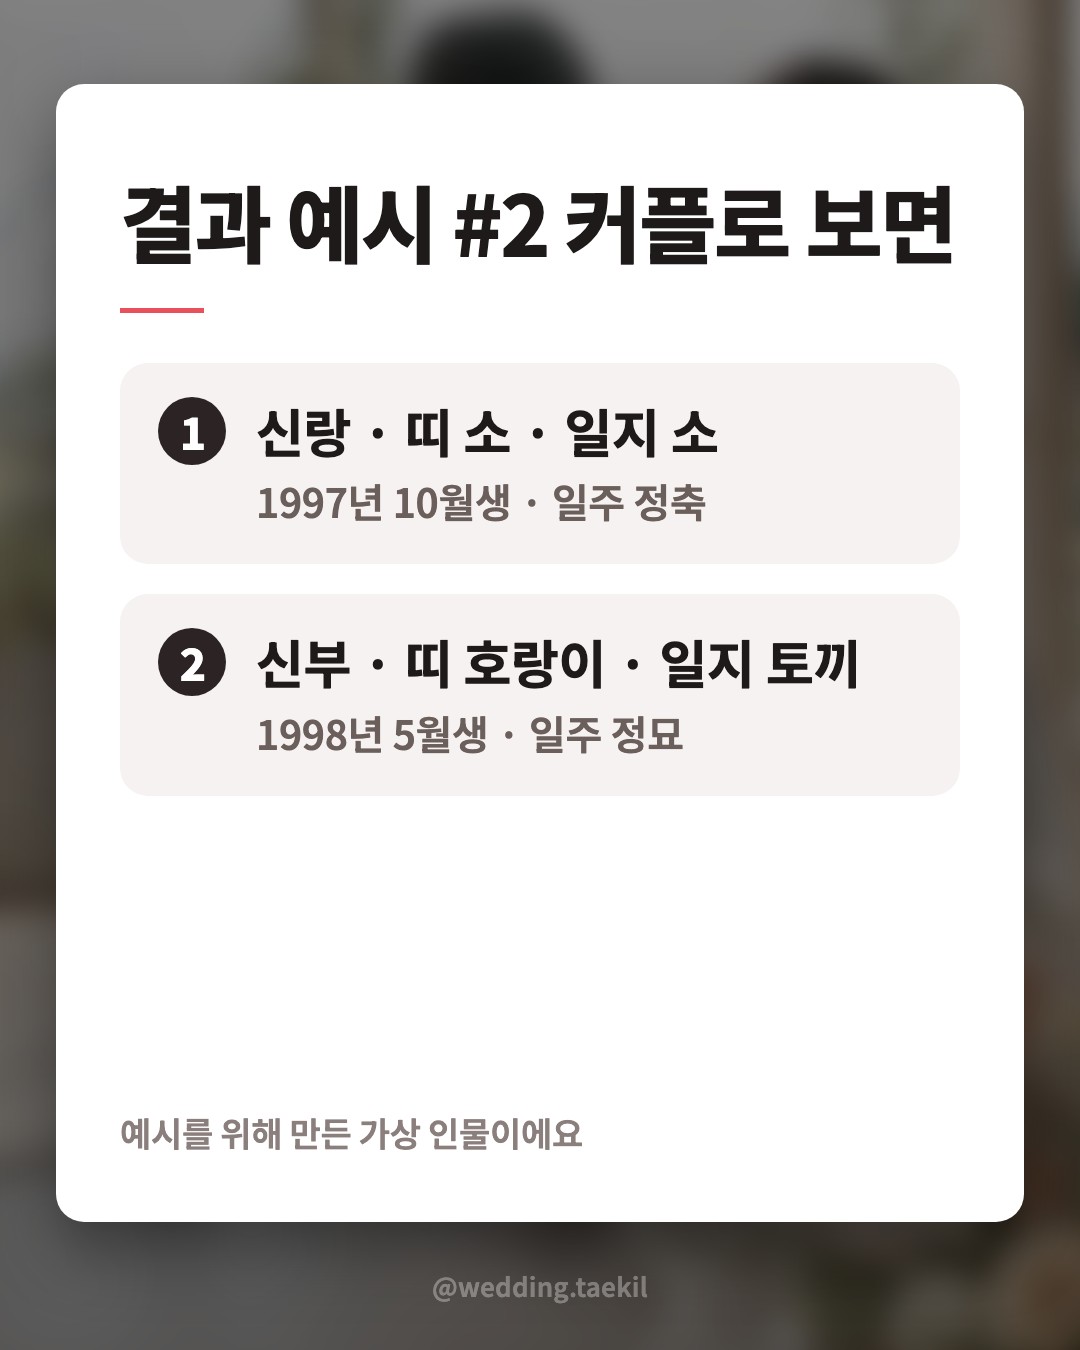 결과 예시 #2 커플로 보면
1 신랑 · 띠 소 · 일지 소
1997년 10월생 · 일주 정축
2 신부 · 띠 호랑이 · 일지 토끼
1998년 5월생 · 일주 정묘
예시를 위해 만든 가상 인물이에요
@wedding.taekil